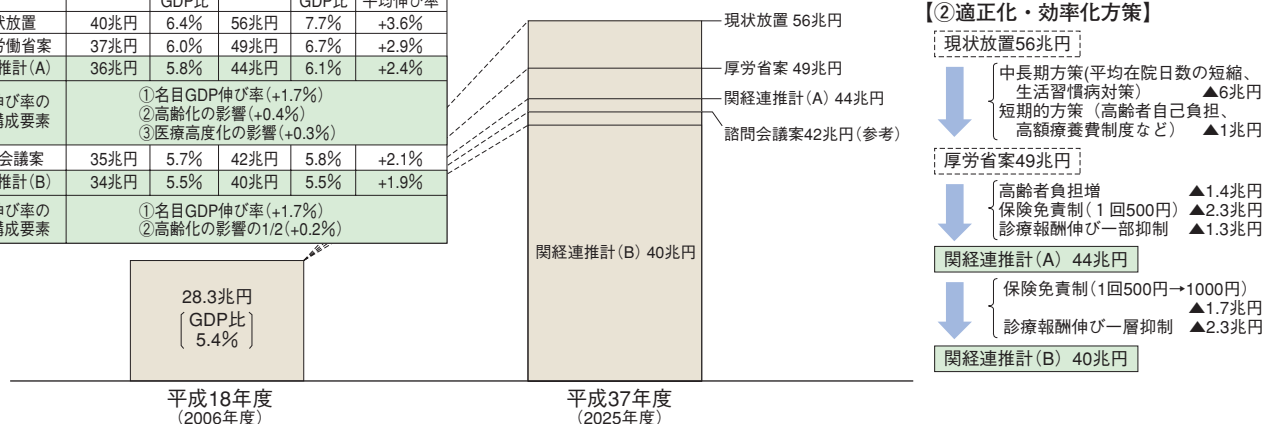 GDP比 GDP比 平均伸び率
状放置 40兆円 6.4% 56兆円 7.7% +3.6%
労働省案 37兆円 6.0% 49兆円 6.7% +2.9%
推計(A) 36兆円 5.8% 44兆円 6.1% +2.4%
伸び率の
構成要素
①名目GDP伸び率(+1.7%)
②高齢化の影響(+0.4%)
③医療高度化の影響(+0.3%)
会議案 35兆円 5.7% 42兆円 5.8% +2.1%
推計(B) 34兆円 5.5% 40兆円 5.5% +1.9%
伸び率の
構成要素
①名目GDP伸び率(+1.7%)
②高齢化の影響の1/2(+0.2%)
28.3兆円
GDP比
5.4%
平成18年度
(2006年度)
現状放置 56兆円
厚労省案 49兆円
関経連推計(A) 44兆円
諮問会議案42兆円(参考)
関経連推計(B) 40兆円
平成37年度
(2025年度)
【②適正化・効率化方策】
現状放置56兆円
中長期方策(平均在院日数の短縮、
生活習慣病対策) ▲6兆円
短期的方策(高齢者自己負担、
高額療養費制度など) ▲1兆円
厚労省案49兆円
高齢者負担増 ▲1.4兆円
保険免責制(1回500円) ▲2.3兆円
診療報酬伸び一部抑制 ▲1.3兆円
関経連推計(A) 44兆円
保険免責制(1回500円→1000円)
▲1.7兆円
診療報酬伸び一層抑制 ▲2.3兆円
関経連推計(B) 40兆円